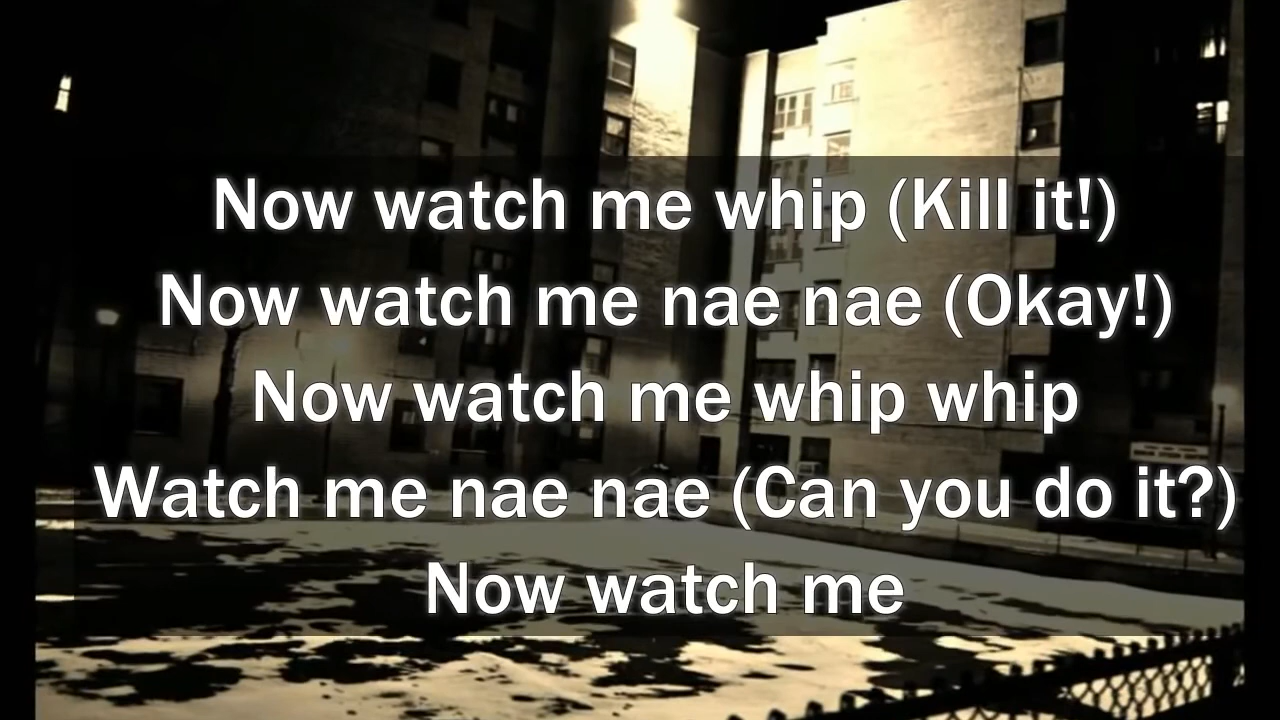 Now watch me whip (Kill it!)
Now watch me nae nae (Okay!)
Now watch me whip whip
Watch me nae nae (Can you do it?)
Now watch me